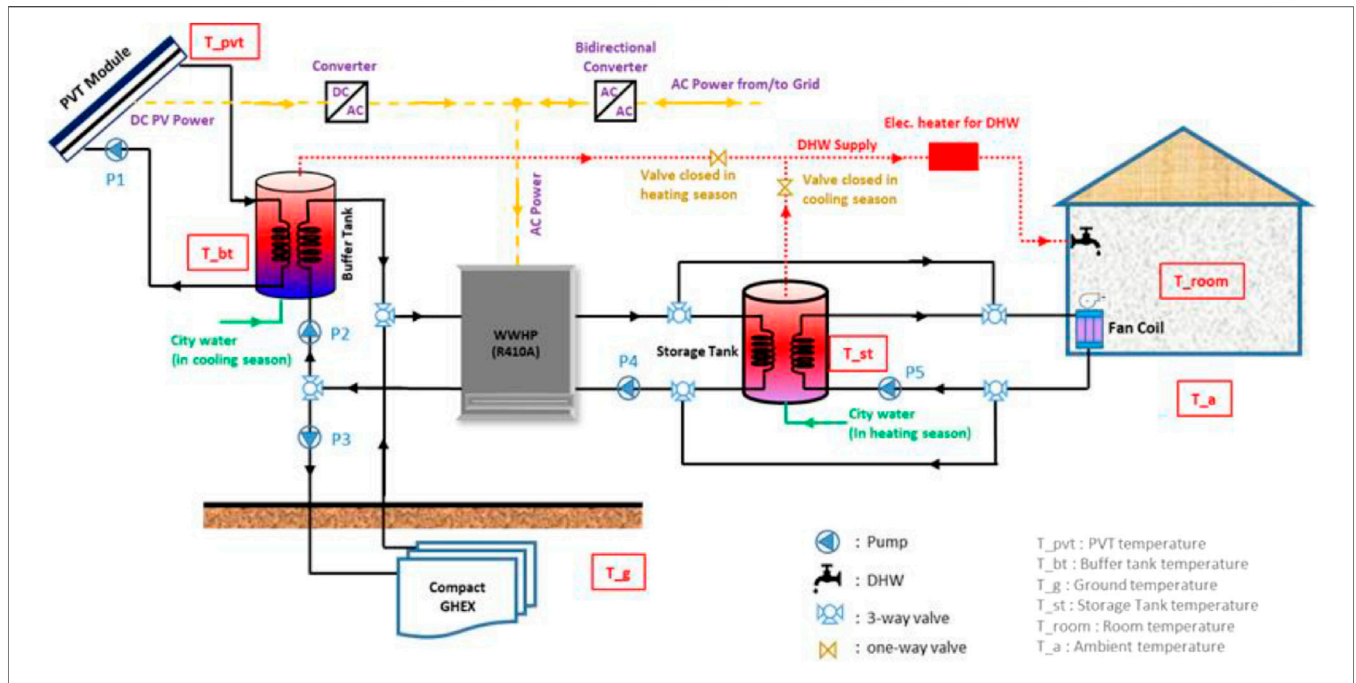 T_pvt
PVT Module
Converter
DC
AC
Bidirectional
Converter
AC
AC
AC Power from/to Grid
DC PV Power
P1
Elec. heater for DHW
DHW Supply
Valve closed in
heating season
Valve closed in
cooling season
AC Power
T_bt
Buffer Tank
T_room
City water
(in cooling season)
P2
WWHP
(R410A)
Storage Tank
T_st
Fan Coil
P4
P5
T_a
P3
City water
(In heating season)
T_g
Compact
GHEX
: Pump
: DHW
: 3-way valve
: one-way valve
T_pvt : PVT temperature
T_bt : Buffer tank temperature
T_g : Ground temperature
T_st : Storage Tank temperature
T_room : Room temperature
T_a : Ambient temperature